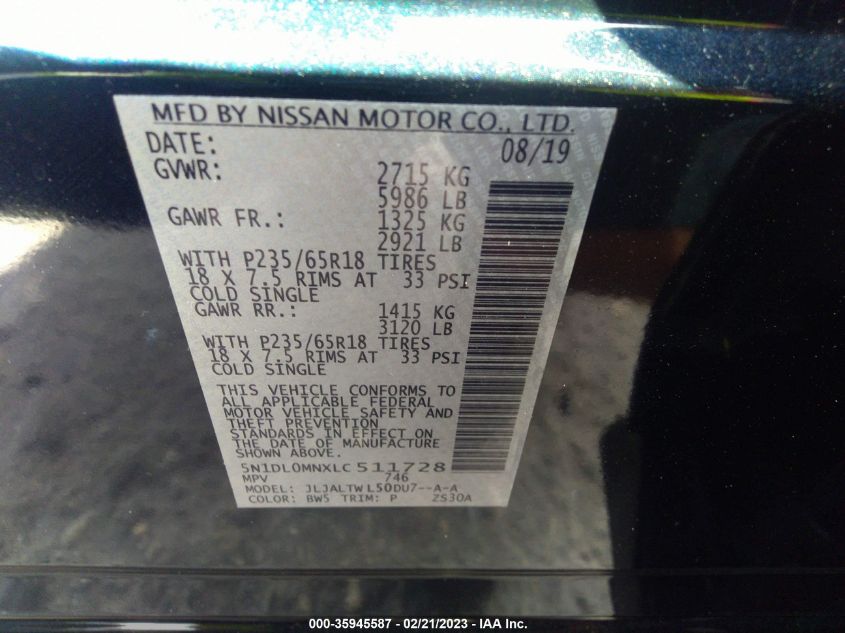 MFD BY NISSAN MOTOR CO., LTD.
DATE: 08/19
GVWR: 2715 KG
5986 LB
GAWR FR.: 1325 KG
2921 LB
WITH P235/65R18 TIRES
18 X 7.5 RIMS AT 33 PSI
COLD SINGLE
GAWR RR.: 1415 KG
3120 LB
WITH P235/65R18 TIRES
18 X 7.5 RIMS AT 33 PSI
COLD SINGLE
THIS VEHICLE CONFORMS TO
ALL APPLICABLE FEDERAL
MOTOR VEHICLE SAFETY AND
THEFT PREVENTION
STANDARDS IN EFFECT ON
THE DATE OF MANUFACTURE
SHOWN ABOVE.
5N1DL0MNXLC511728
MPV 746
MODEL: JLJALTWL50DU7--A-A
COLOR: BW5 TRIM: P ZS30A
000-35945587 - 02/21/2023 - IAA Inc.